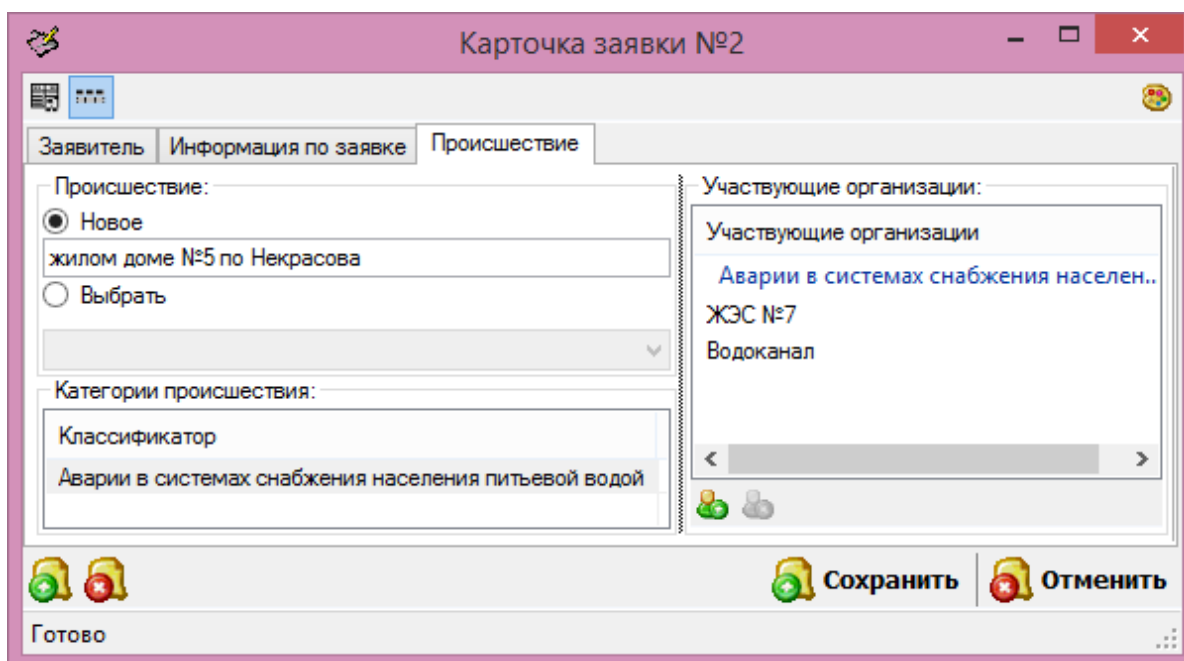 Карточка заявки №2
Заявитель Информация по заявке Происшествие
Происшествие:
Новое
жилом доме №5 по Некрасова
Выбрать
Категории происшествия:
Классификатор
Аварии в системах снабжения населения питьевой водой
Участвующие организации:
Участвующие организации
Аварии в системах снабжения населен..
ЖЭС №7
Водоканал
Сохранить Отменить
Готово